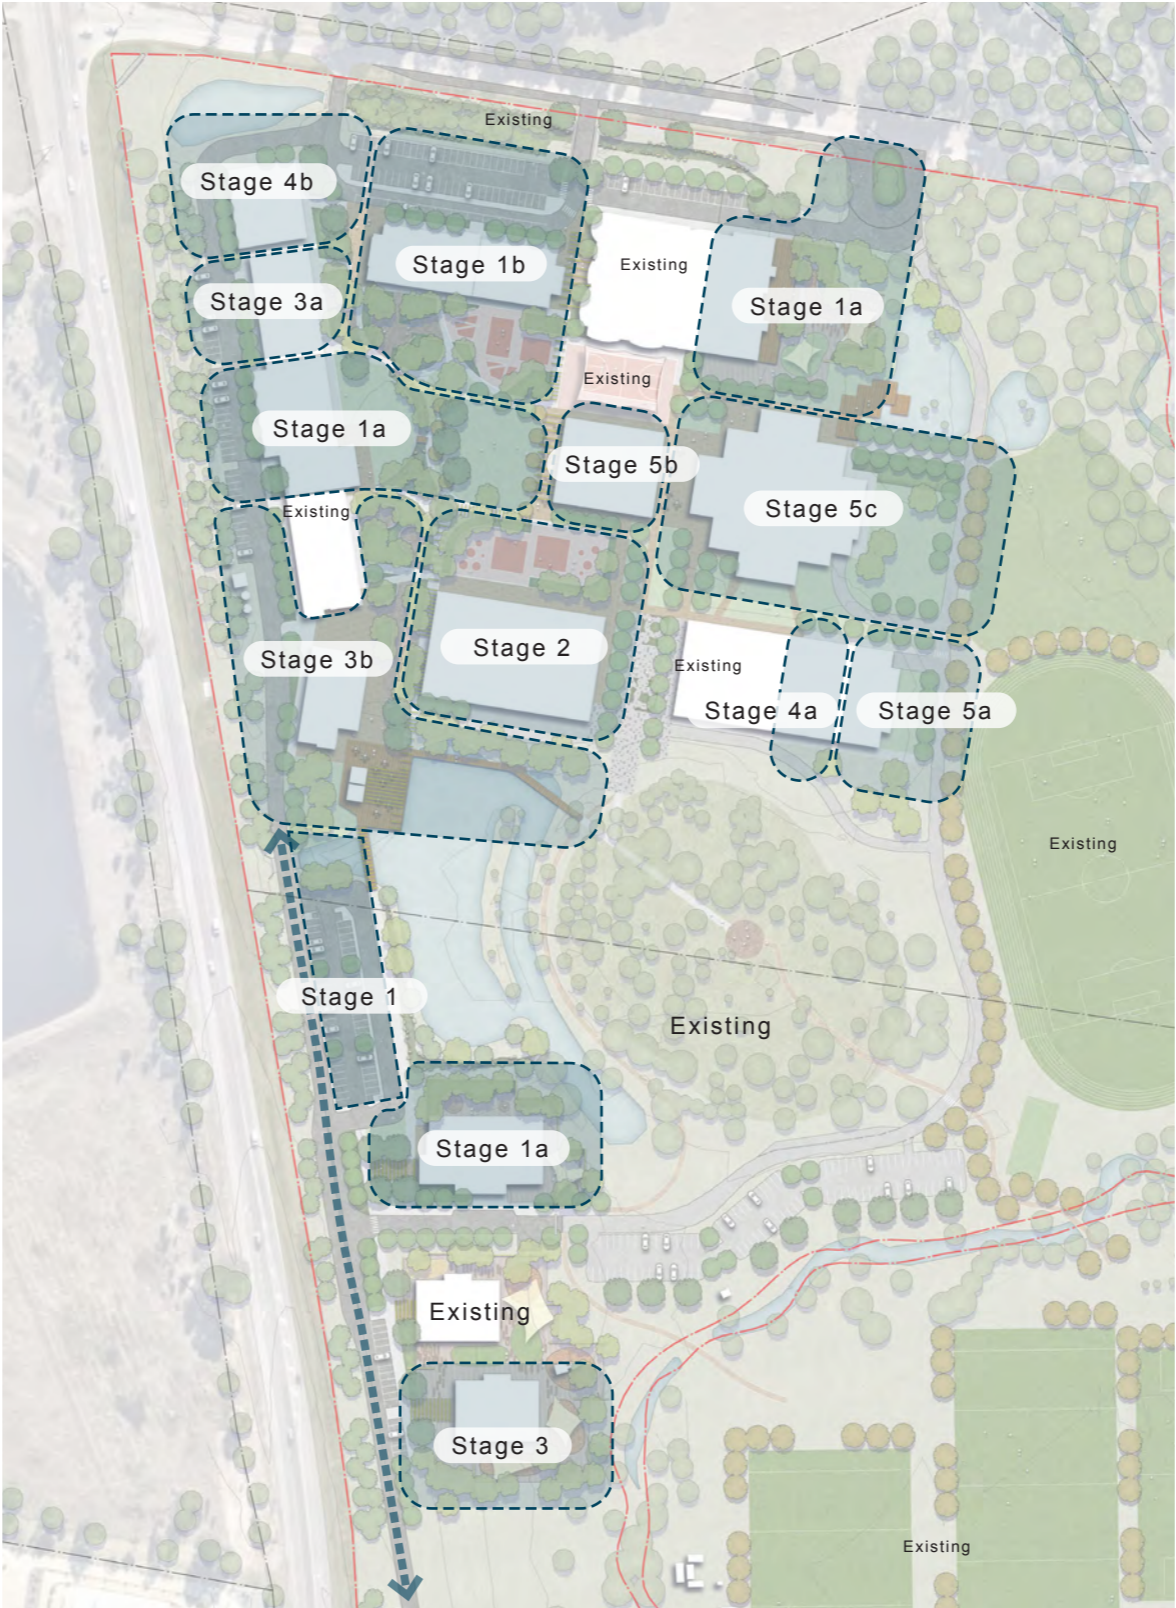 Existing
Stage 4b
Stage 1b
Existing
Stage 3a
Stage 1a
Existing
Stage 1a
Stage 5b
Stage 5c
Existing
Stage 2
Stage 3b
Existing
Stage 4a
Stage 5a
Existing
Stage 1
Existing
Stage 1a
Existing
Stage 3
Existing